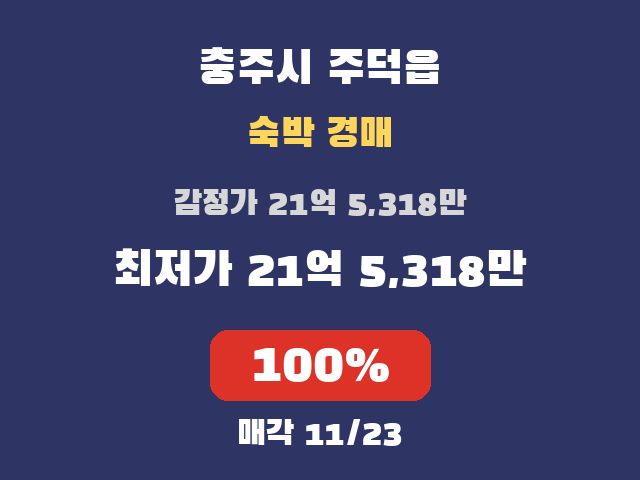 충주시 주덕읍
숙박 경매
감정가 21억 5,318만
최저가 21억 5,318만
100%
매각 11/23